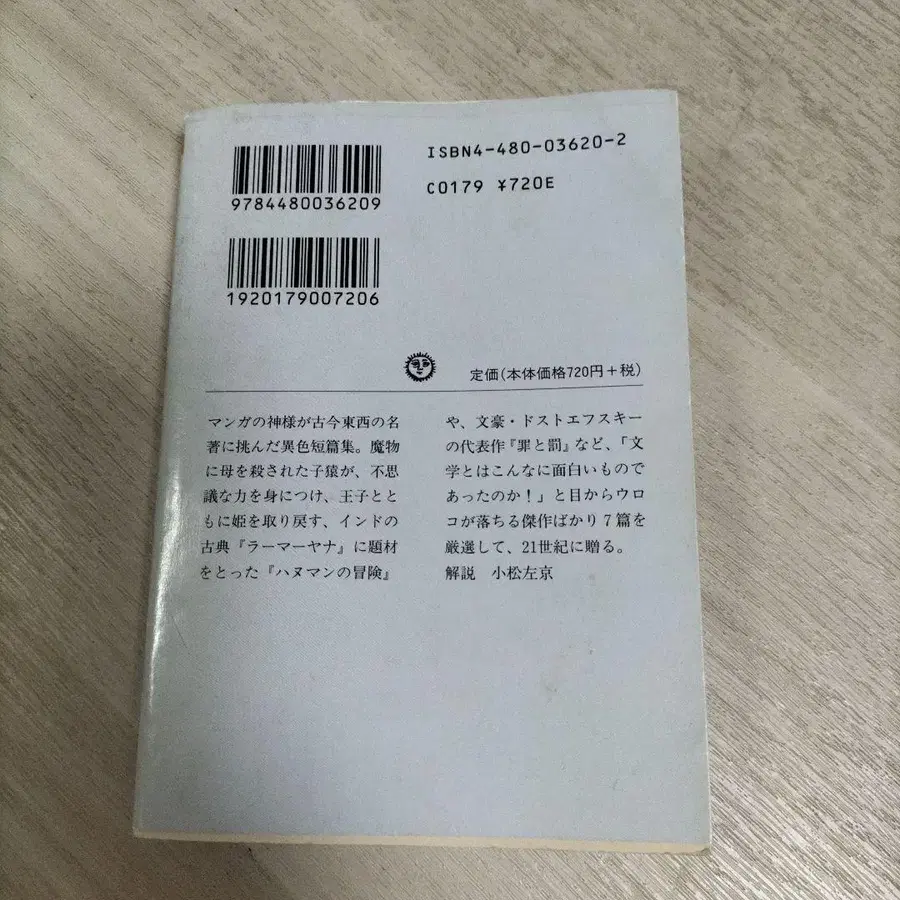 ISBN4-480-03620-2
C0179 ¥720E
9784480036209
1920179007206
定価(本体価格720円+税)
マンガの神様が古今東西の名
著に挑んだ異色短篇集。魔物
に母を殺された子猿が、不思
議な力を身につけ、王子とと
もに姫を取り戻す、インドの
古典『ラーマーヤナ』に題材
をとった『ハヌマンの冒険』
や、文豪・ドストエフスキー
の代表作『罪と罰』など、「文
学とはこんなに面白いもので
あったのか!」と目からウロ
コが落ちる傑作ばかり7篇を
厳選して、21世紀に贈る。
解説 小松左京